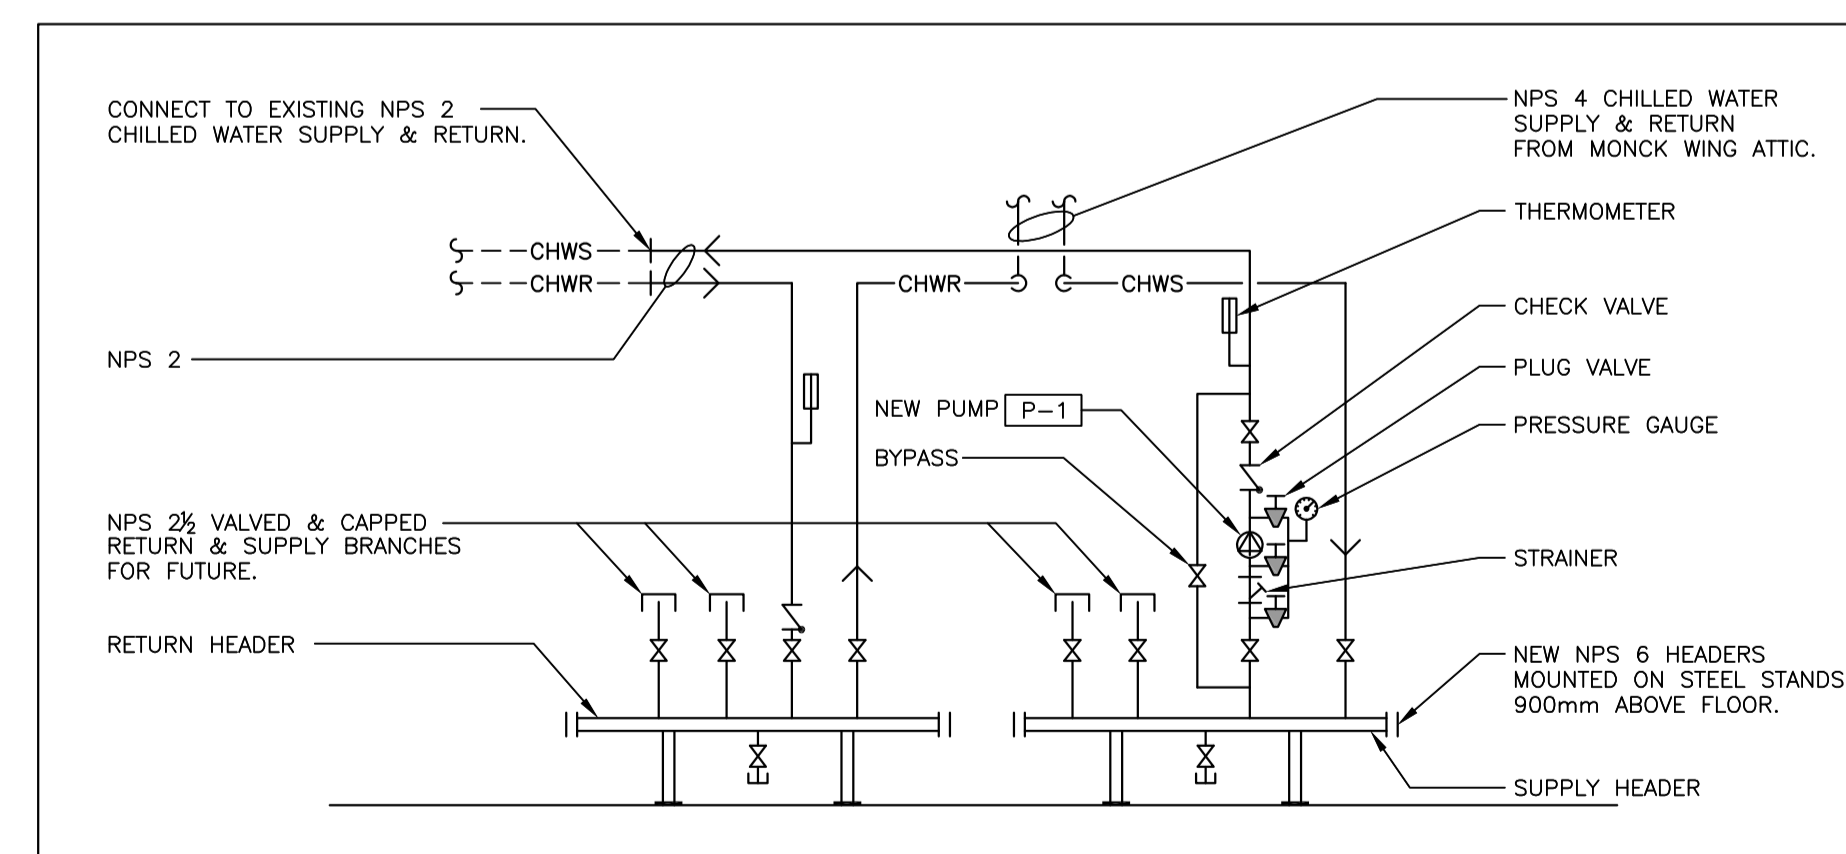 CONNECT TO EXISTING NPS 2
CHILLED WATER SUPPLY & RETURN.
NPS 4 CHILLED WATER
SUPPLY & RETURN
FROM MONCK WING ATTIC.
THERMOMETER
CHWS
CHWR
CHWR
CHWS
CHECK VALVE
NPS 2
PLUG VALVE
NEW PUMP P-1
PRESSURE GAUGE
BYPASS
NPS 2½ VALVED & CAPPED
RETURN & SUPPLY BRANCHES
FOR FUTURE.
STRAINER
RETURN HEADER
NEW NPS 6 HEADERS
MOUNTED ON STEEL STANDS
900mm ABOVE FLOOR.
SUPPLY HEADER